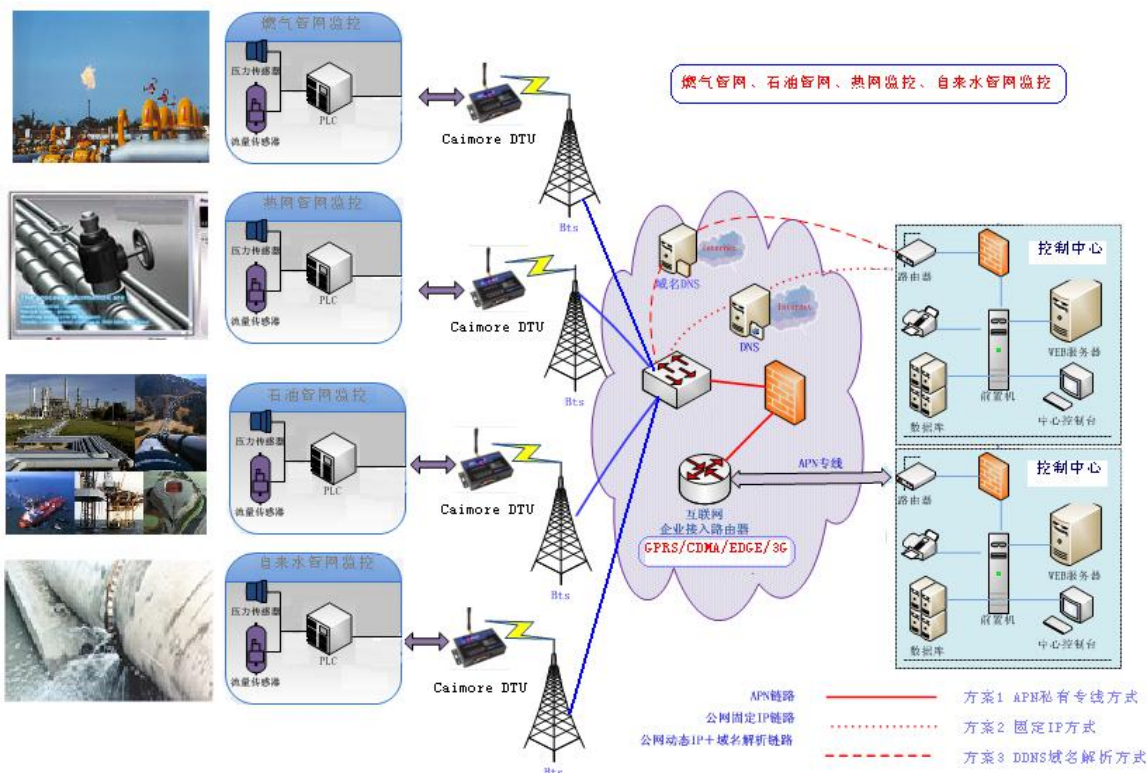 燃气管网监控
压力传感器
流量传感器
PLC
Caimore DTU
Bts
燃气管网、石油管网、热网监控、自来水管网监控
热网管网监控
压力传感器
流量传感器
PLC
Caimore DTU
Bts
石油管网监控
压力传感器
流量传感器
PLC
Caimore DTU
Bts
自来水管网监控
压力传感器
流量传感器
PLC
Caimore DTU
Bts
域名DNS
Internet
DNS
Internet
APN专线
互联网
企业接入路由器
GPRS/CDMA/EDGE/3G
控制中心
路由器
WEB服务器
前置机
数据库
中心控制台
控制中心
路由器
WEB服务器
前置机
数据库
中心控制台
APN链路
方案1 APN私有专线方式
公网固定IP链路
方案2 固定IP方式
公网动态IP＋域名解析链路
方案3 DDNS域名解析方式